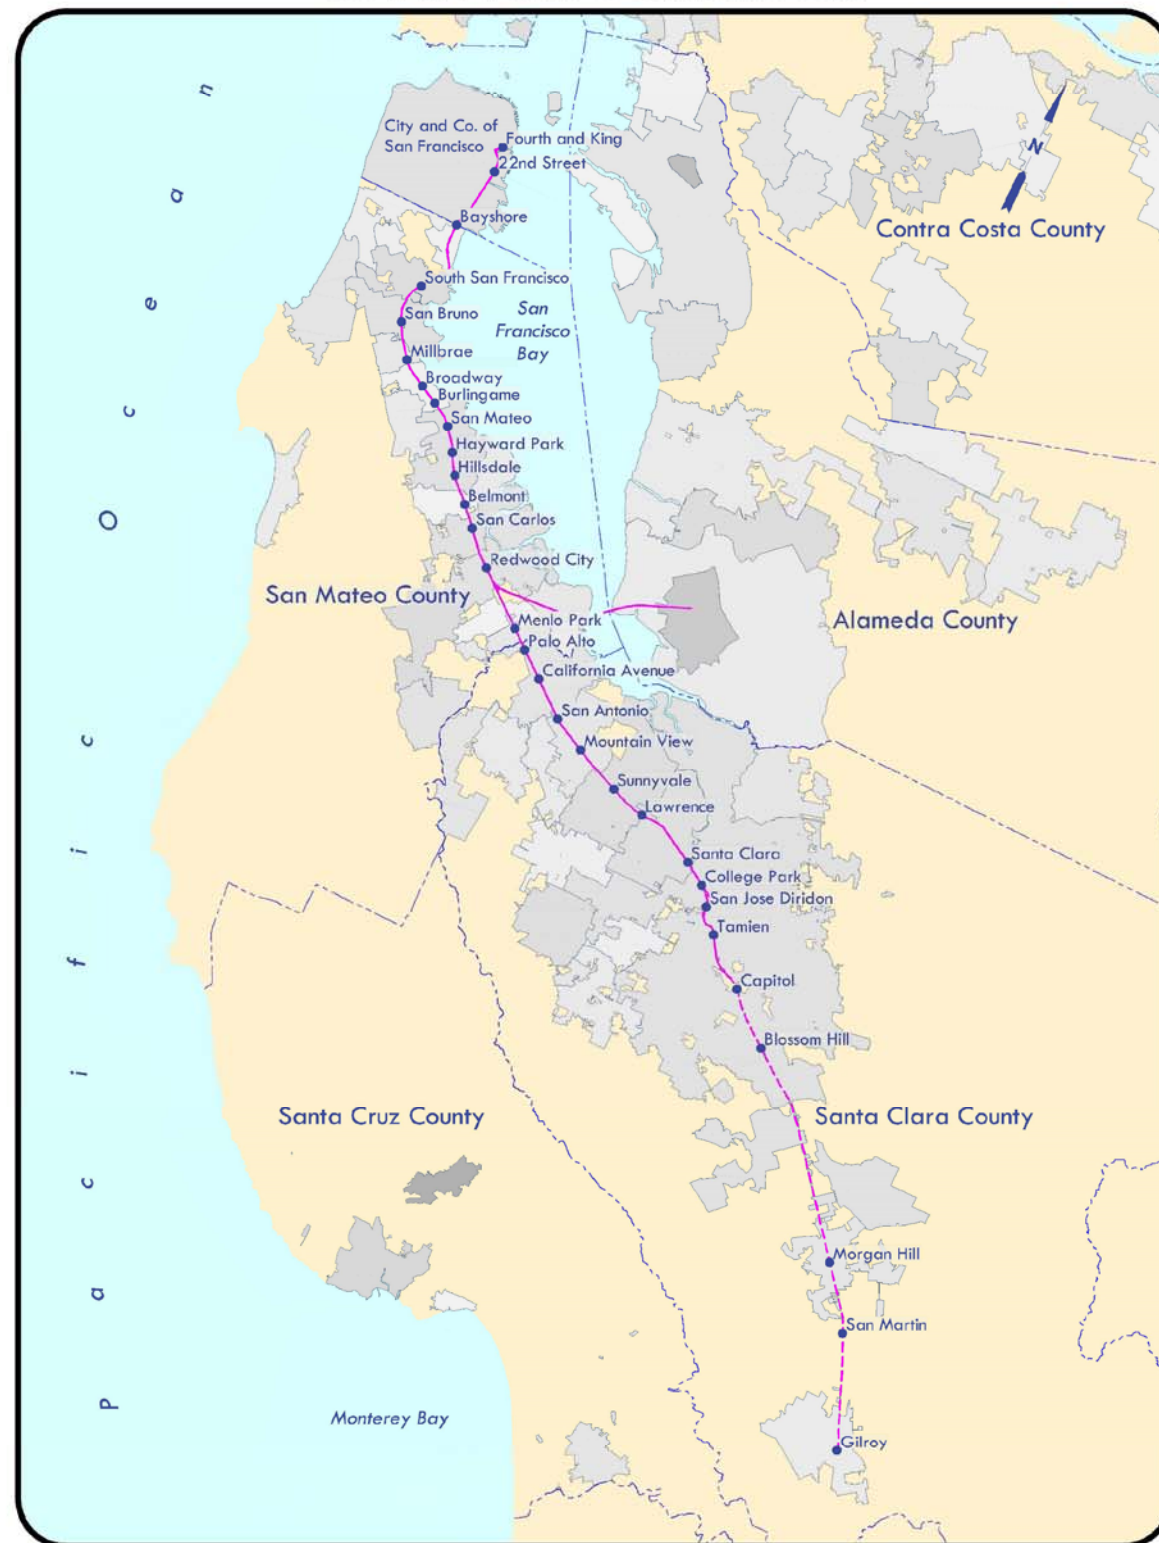 City and Co. of
San Francisco
Fourth and King
22nd Street
N
Contra Costa County
Bayshore
South San Francisco
San Bruno
San
Francisco
Bay
Millbrae
Broadway
Burlingame
San Mateo
Hayward Park
Hillsdale
Belmont
San Carlos
Redwood City
San Mateo County
Menlo Park
Alameda County
Palo Alto
California Avenue
San Antonio
Mountain View
Sunnyvale
Lawrence
Santa Clara
College Park
San Jose Diridon
Tamien
Capitol
Blossom Hill
Santa Cruz County
Santa Clara County
Morgan Hill
San Martin
Monterey Bay
Gilroy
Pacific Ocean